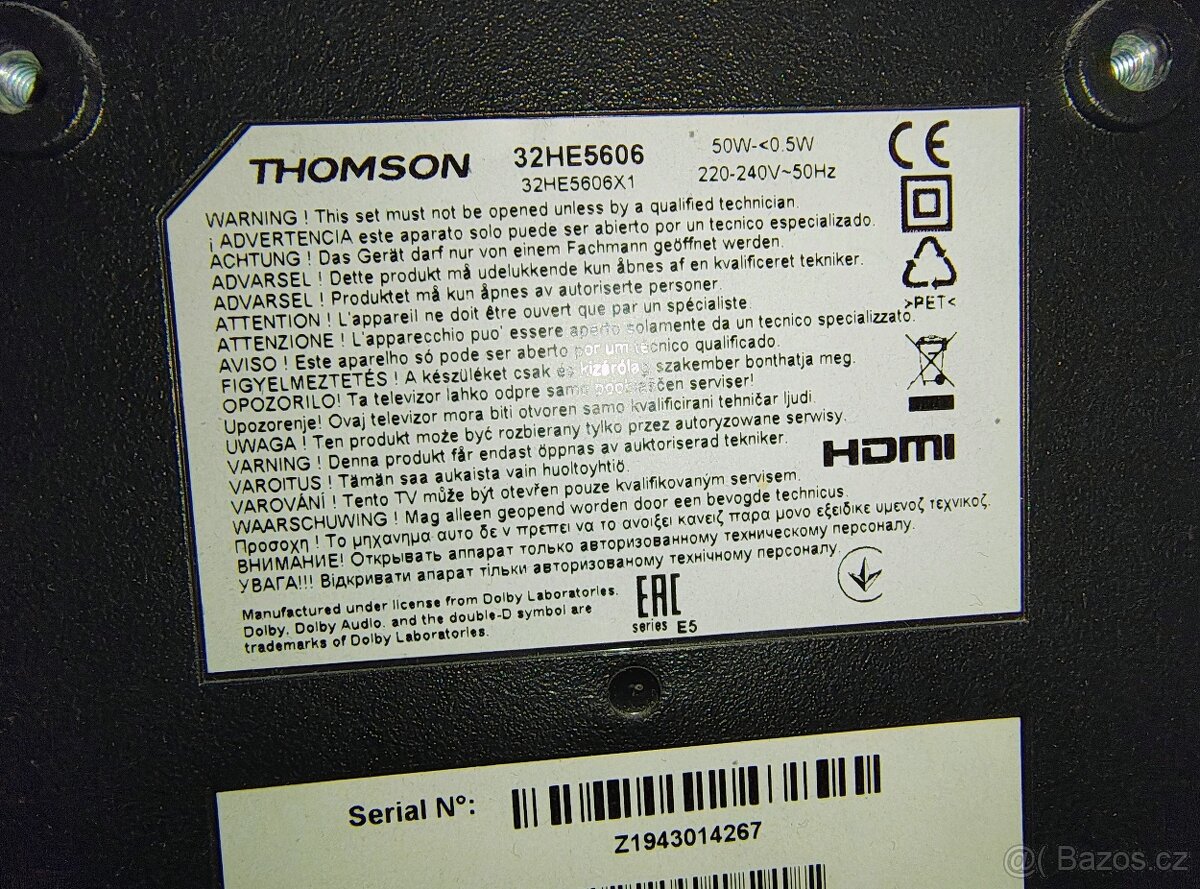 THOMSON 32HE5606 50W-<0.5W
32HE5606X1 220-240V~50Hz
WARNING ! This set must not be opened unless by a qualified technician.
¡ ADVERTENCIA este aparato solo puede ser abierto por un tecnico especializado.
ACHTUNG ! Das Gerät darf nur von einem Fachmann geöffnet werden.
ADVARSEL ! Dette produkt må udelukkende kun åbnes af en kvalificeret tekniker.
ADVARSEL ! Produktet må kun åpnes av autoriserte personer.
>PET<
ATTENTION ! L'appareil ne doit être ouvert que par un spécialiste.
ATTENZIONE ! L'apparecchio puo' essere aperto solamente da un tecnico specializzato.
AVISO ! Este aparelho só pode ser aberto por um técnico qualificado.
FIGYELMEZTETÉS ! A készüléket csak és kizárólag szakember bonthatja meg.
OPOZORILO! Ta televizor lahko odpre samo pooblaščen serviser!
Upozorenje! Ovaj televizor mora biti otvoren samo kvalificirani tehničar ljudi.
UWAGA ! Ten produkt może być rozbierany tylko przez autoryzowane serwisy.
VARNING ! Denna produkt får endast öppnas av auktoriserad tekniker.
VAROITUS ! Tämän saa aukaista vain huoltoyhtiö.
VAROVÁNÍ ! Tento TV může být otevřen pouze kvalifikovaným servisem.
WAARSCHUWING ! Mag alleen geopend worden door een bevogde technicus.
Προσοχη ! Το μηχανημα αυτο δε ν πρεπει να το ανοιξει κανειζ παρα μονο εξειδικε υμενοζ τεχνικοζ.
ВНИМАНИЕ! Открывать аппарат только авторизованному техническому персоналу.
УВАГА!!! Відкривати апарат тільки авторизованому технічному персоналу.
HDMI
Manufactured under license from Dolby Laboratories.
Dolby, Dolby Audio, and the double-D symbol are
trademarks of Dolby Laboratories.
EAC
series E5
Serial N°:
Z1943014267
@( Bazos.cz